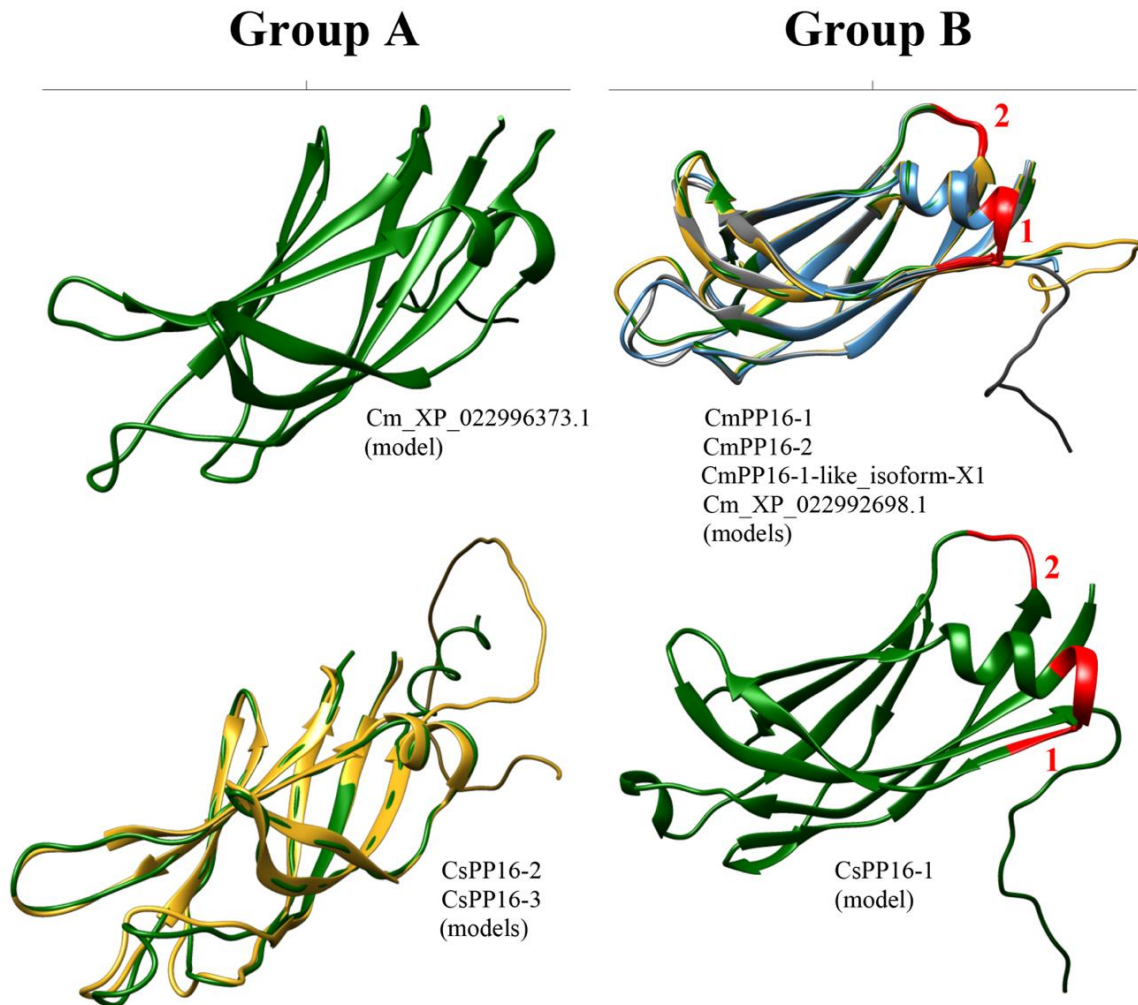 Group A
Group B
2
1
Cm_XP_022996373.1
(model)
CmPP16-1
CmPP16-2
CmPP16-1-like_isoform-X1
Cm_XP_022992698.1
(models)
2
1
CsPP16-2
CsPP16-3
(models)
CsPP16-1
(model)